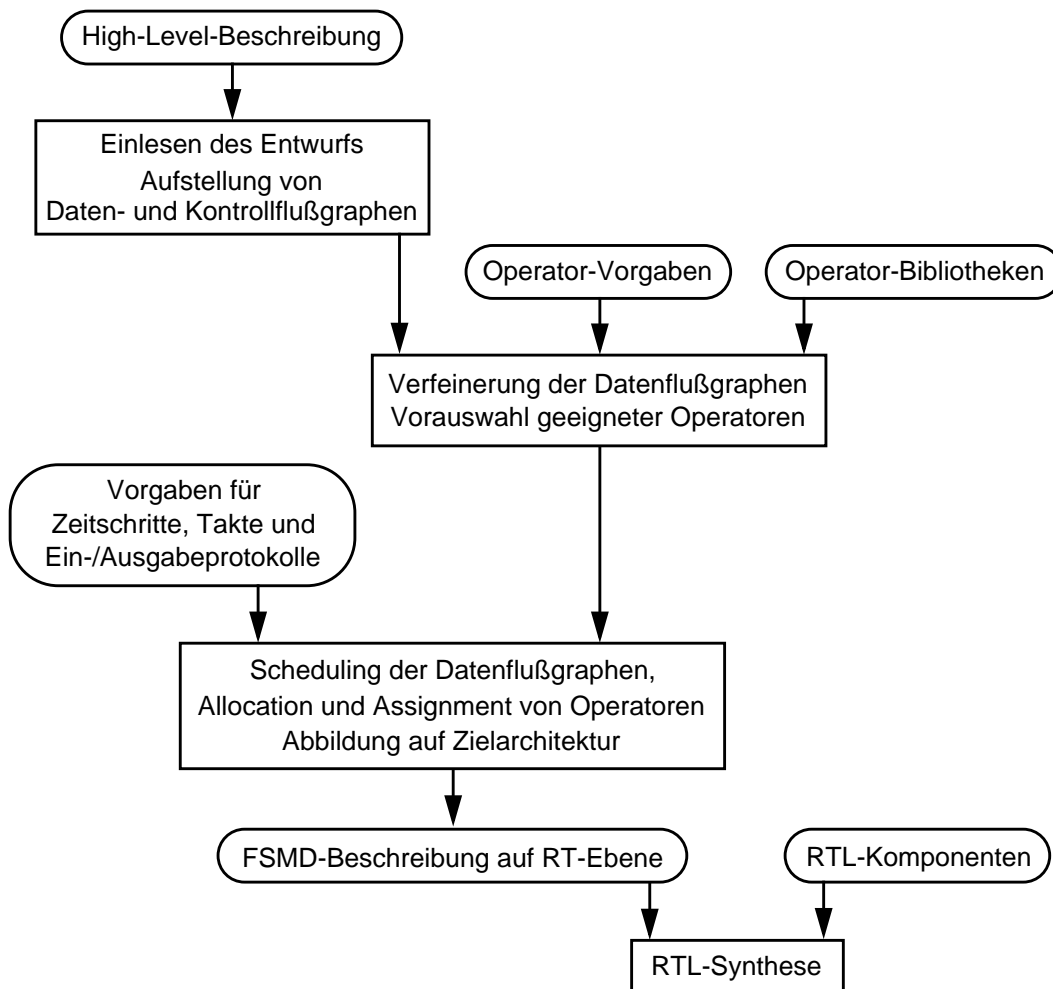 High-Level-Beschreibung
Einlesen des Entwurfs
Aufstellung von
Daten- und Kontrollflußgraphen
Operator-Vorgaben
Operator-Bibliotheken
Verfeinerung der Datenflußgraphen
Vorauswahl geeigneter Operatoren
Vorgaben für
Zeitschritte, Takte und
Ein-/Ausgabeprotokolle
Scheduling der Datenflußgraphen,
Allocation und Assignment von Operatoren
Abbildung auf Zielarchitektur
FSMD-Beschreibung auf RT-Ebene
RTL-Komponenten
RTL-Synthese